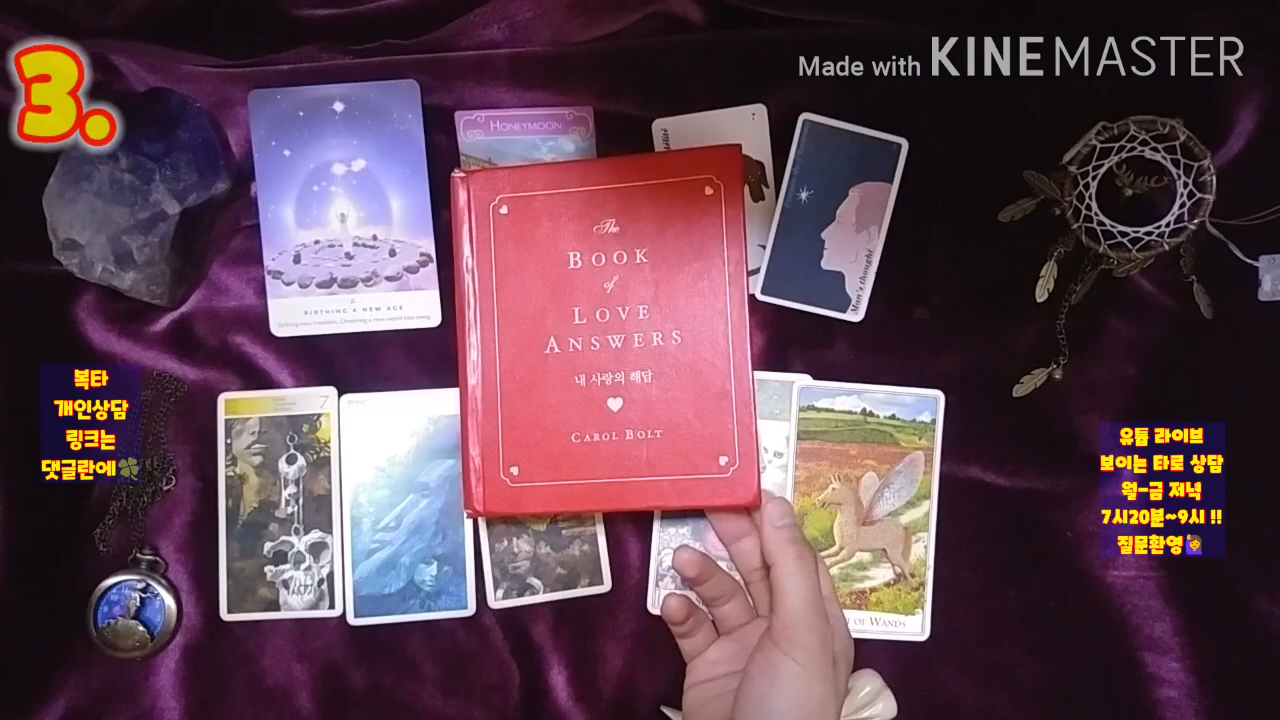 3.
Made with KINEMASTER
HONEYMOON
7
Man's thought
BIRTHING A NEW AGE
The
BOOK
of
LOVE
ANSWERS
내 사랑의 해답
CAROL BOLT
복타
개인상담
링크는
댓글란에🍀
7
유튭 라이브
보이는 타로 상담
월-금 저녁
7시20분~9시 !!
질문환영🙋‍♀️
OF WANDS